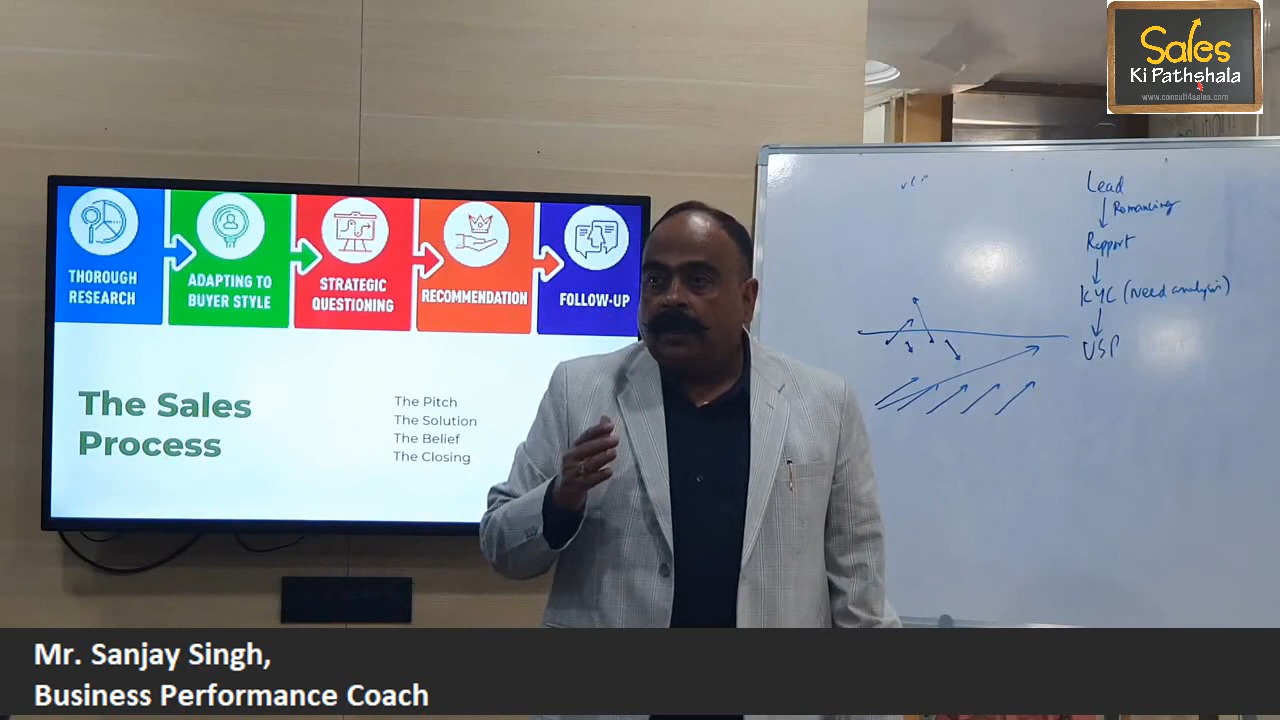 Sales
Ki Pathshala
www.consult4sales.com
THOROUGH
RESEARCH
ADAPTING TO
BUYER STYLE
STRATEGIC
QUESTIONING
RECOMMENDATION
FOLLOW-UP
The Sales
Process
The Pitch
The Solution
The Belief
The Closing
Lead
Romancing
Rapport
KYC (Need analysis)
USP
Mr. Sanjay Singh,
Business Performance Coach